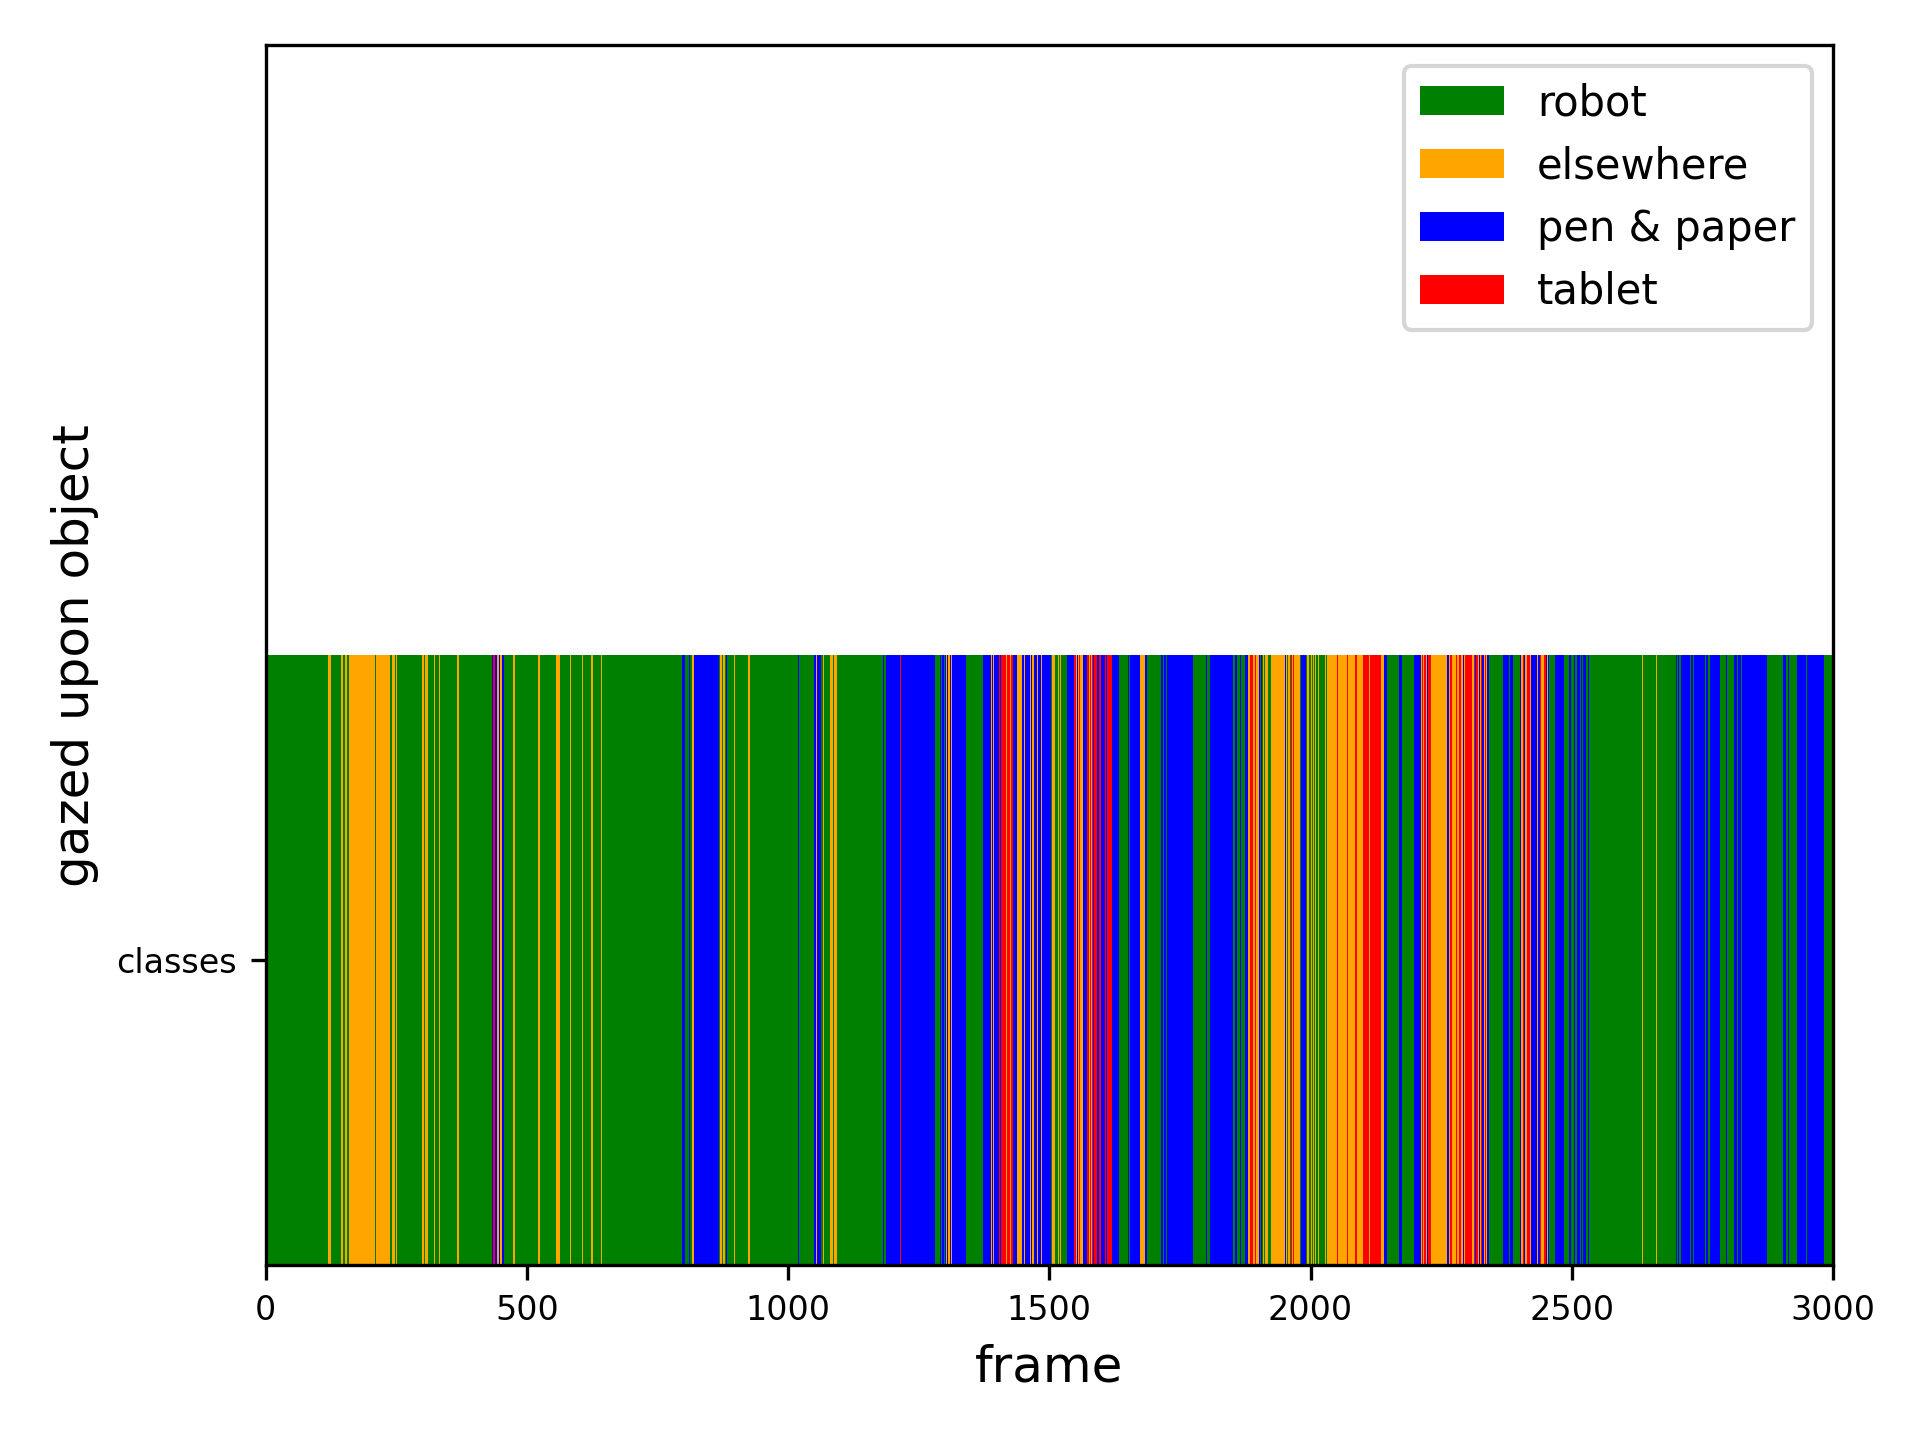 robot
elsewhere
pen & paper
tablet
gazed upon object
classes
0 500 1000 1500 2000 2500 3000
frame